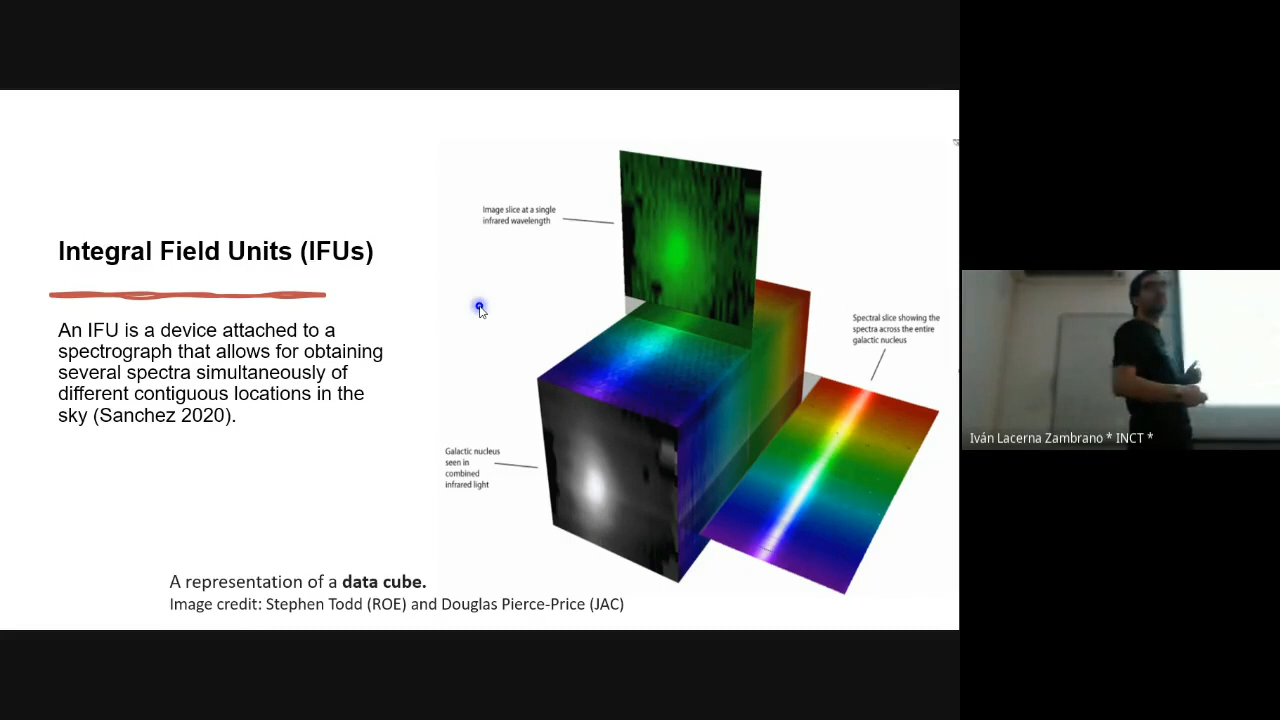 Integral Field Units (IFUs)
An IFU is a device attached to a
spectrograph that allows for obtaining
several spectra simultaneously of
different contiguous locations in the
sky (Sanchez 2020).
Image slice at a single
infrared wavelength
Spectral slice showing the
spectra across the entire
galactic nucleus
Galactic nucleus
seen in
combined
infrared light
A representation of a data cube.
Image credit: Stephen Todd (ROE) and Douglas Pierce-Price (JAC)
Iván Lacerna Zambrano * INCT *